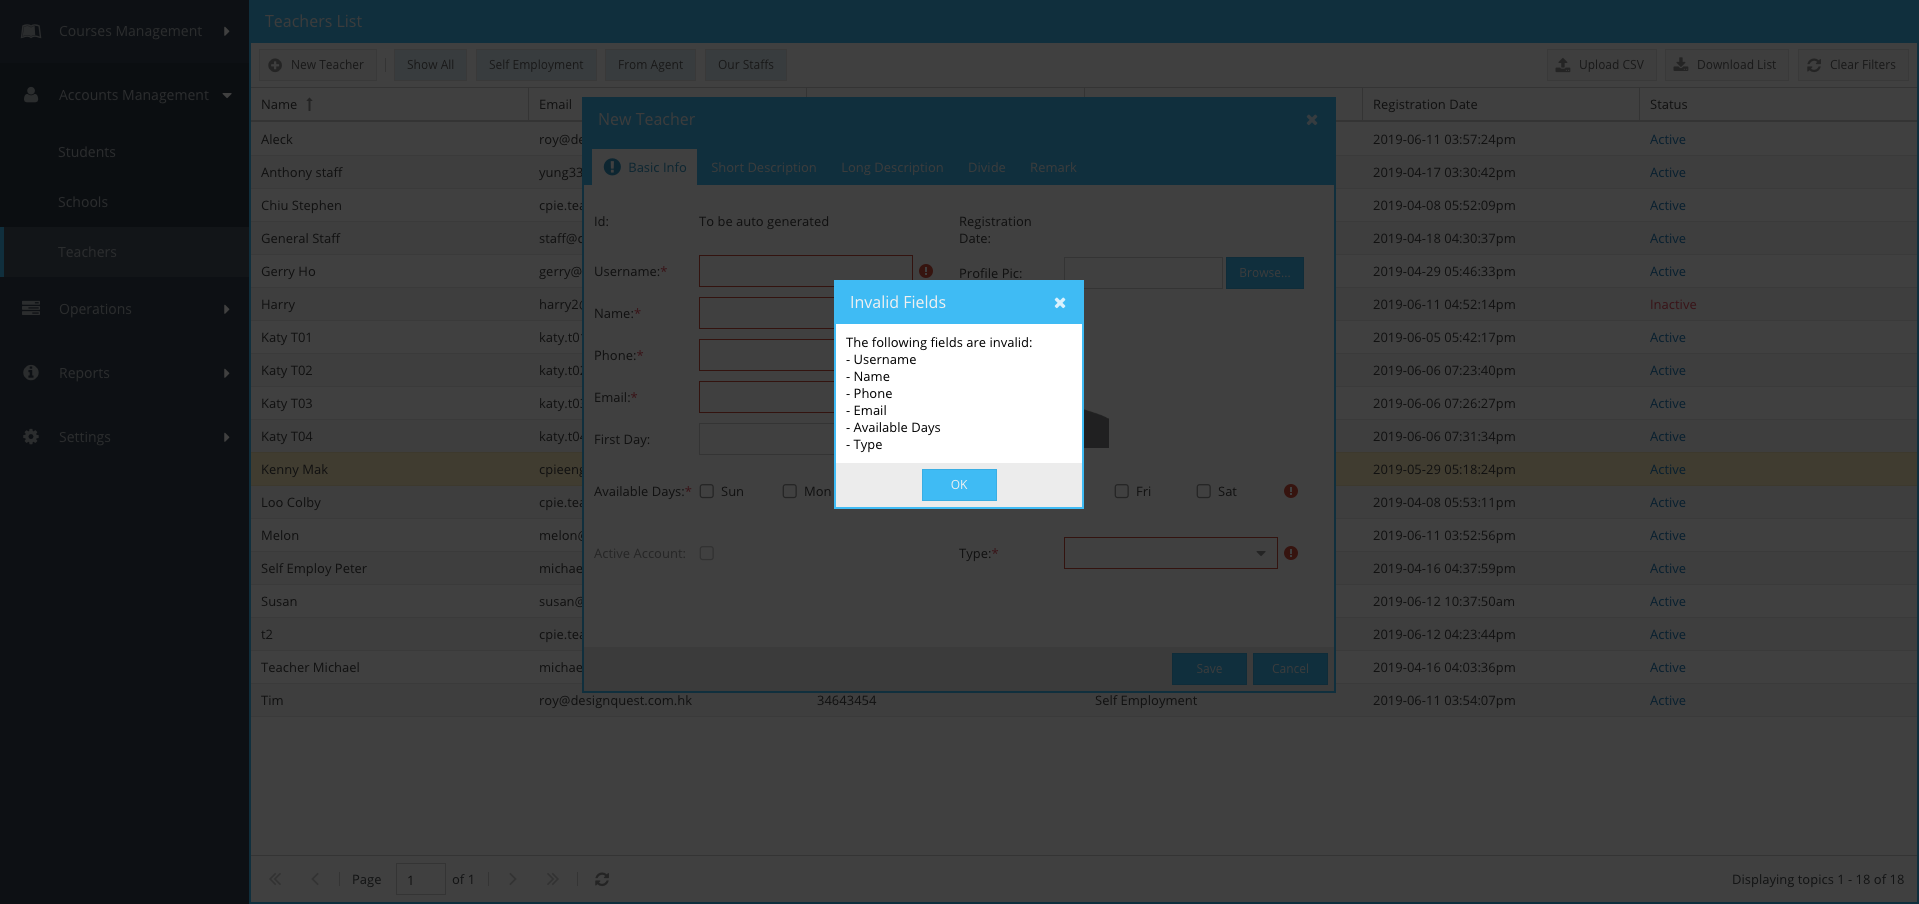 Courses Management
Accounts Management
Students
Schools
Teachers
Operations
Reports
Settings
Teachers List
New Teacher
Show All
Self Employment
From Agent
Our Staffs
Upload CSV
Download List
Clear Filters
Name
Email
Registration Date
Status
Aleck roy@de 2019-06-11 03:57:24pm Active
Anthony staff yung33 2019-04-17 03:30:42pm Active
Chiu Stephen cpie.tea 2019-04-08 05:52:09pm Active
General Staff staff@c 2019-04-18 04:30:37pm Active
Gerry Ho gerry@ 2019-04-29 05:46:33pm Active
Harry harry2 2019-06-11 04:52:14pm Inactive
Katy T01 katy.t0 2019-06-05 05:42:17pm Active
Katy T02 katy.t0 2019-06-06 07:23:40pm Active
Katy T03 katy.t0 2019-06-06 07:26:27pm Active
Katy T04 katy.t0 2019-06-06 07:31:34pm Active
Kenny Mak cpieeng 2019-05-29 05:18:24pm Active
Loo Colby cpie.tea 2019-04-08 05:53:11pm Active
Melon melon@ 2019-06-11 03:52:56pm Active
Self Employ Peter michae 2019-04-16 04:37:59pm Active
Susan susan@ 2019-06-12 10:37:50am Active
t2 cpie.tea 2019-06-12 04:23:44pm Active
Teacher Michael michae 2019-04-16 04:03:36pm Active
Tim roy@designquest.com.hk 34643454 Self Employment 2019-06-11 03:54:07pm Active
Page 1 of 1
Displaying topics 1 - 18 of 18
New Teacher
Basic Info
Short Description
Long Description
Divide
Remark
Id: To be auto generated
Registration
Date:
Username:*
Profile Pic:
Browse...
Name:*
Phone:*
Email:*
First Day:
Available Days:* Sun Mon Fri Sat
Active Account:
Type:*
Save
Cancel
Invalid Fields
The following fields are invalid:
- Username
- Name
- Phone
- Email
- Available Days
- Type
OK